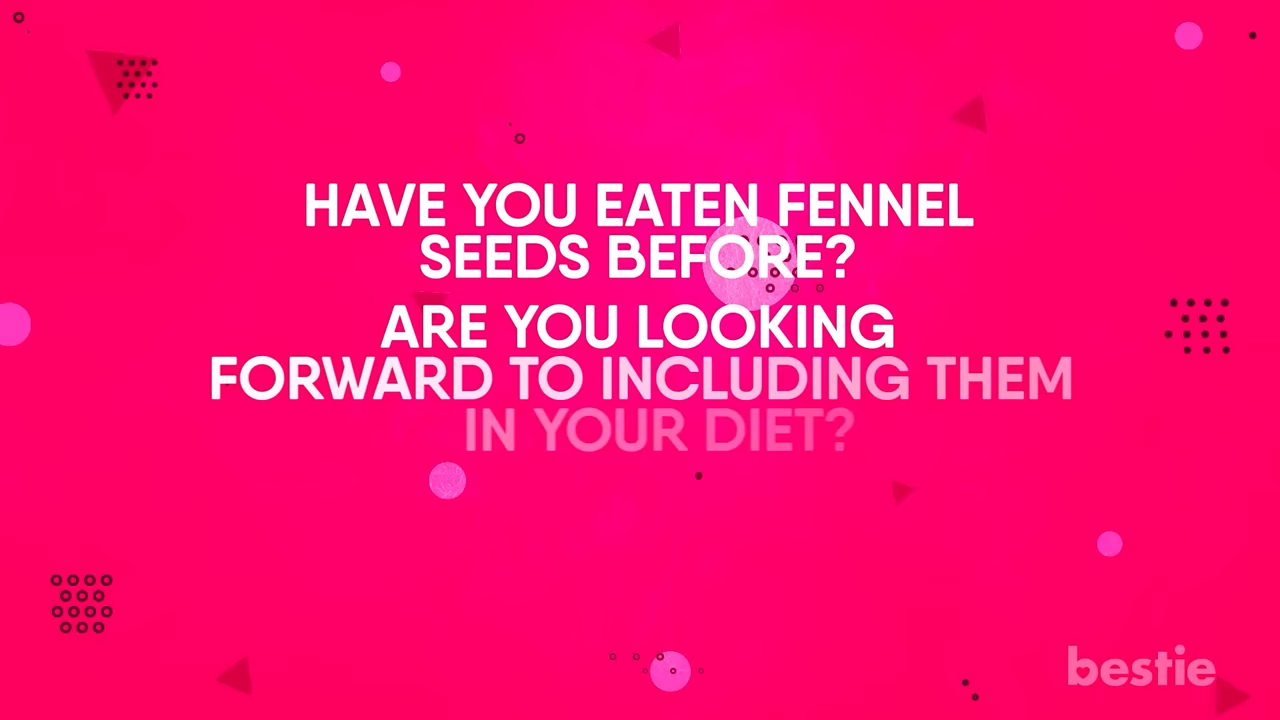 HAVE YOU EATEN FENNEL
SEEDS BEFORE?
ARE YOU LOOKING
FORWARD TO INCLUDING THEM
IN YOUR DIET?
bestie